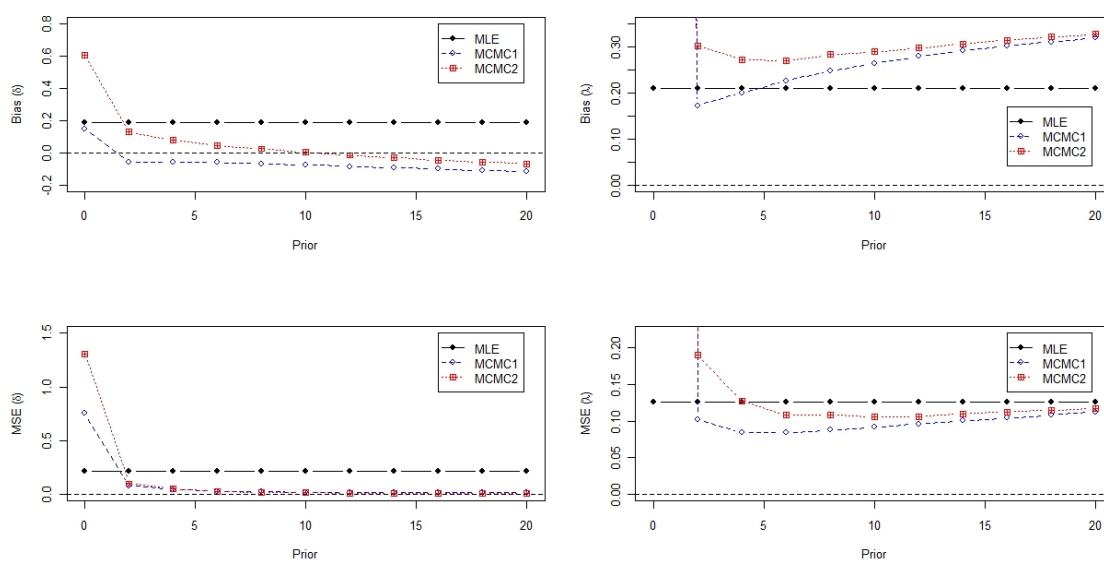 Bias (δ)
0.8
0.6
0.4
0.2
0.0
-0.2
MLE
MCMC1
MCMC2
0 5 10 15 20
Prior
Bias (λ)
0.30
0.20
0.10
0.00
MLE
MCMC1
MCMC2
0 5 10 15 20
Prior
MSE (δ)
1.5
1.0
0.5
0.0
MLE
MCMC1
MCMC2
0 5 10 15 20
Prior
MSE (λ)
0.20
0.15
0.10
0.05
0.00
MLE
MCMC1
MCMC2
0 5 10 15 20
Prior